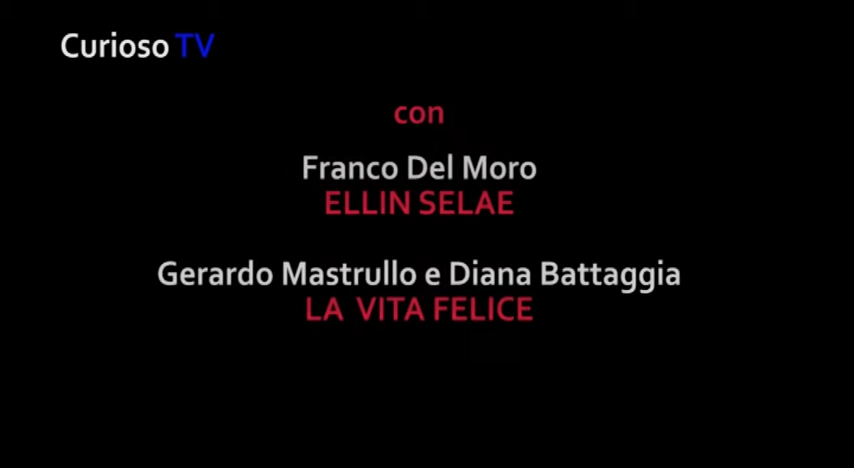 Curioso TV
con
Franco Del Moro
ELLIN SELAE
Gerardo Mastrullo e Diana Battaggia
LA VITA FELICE